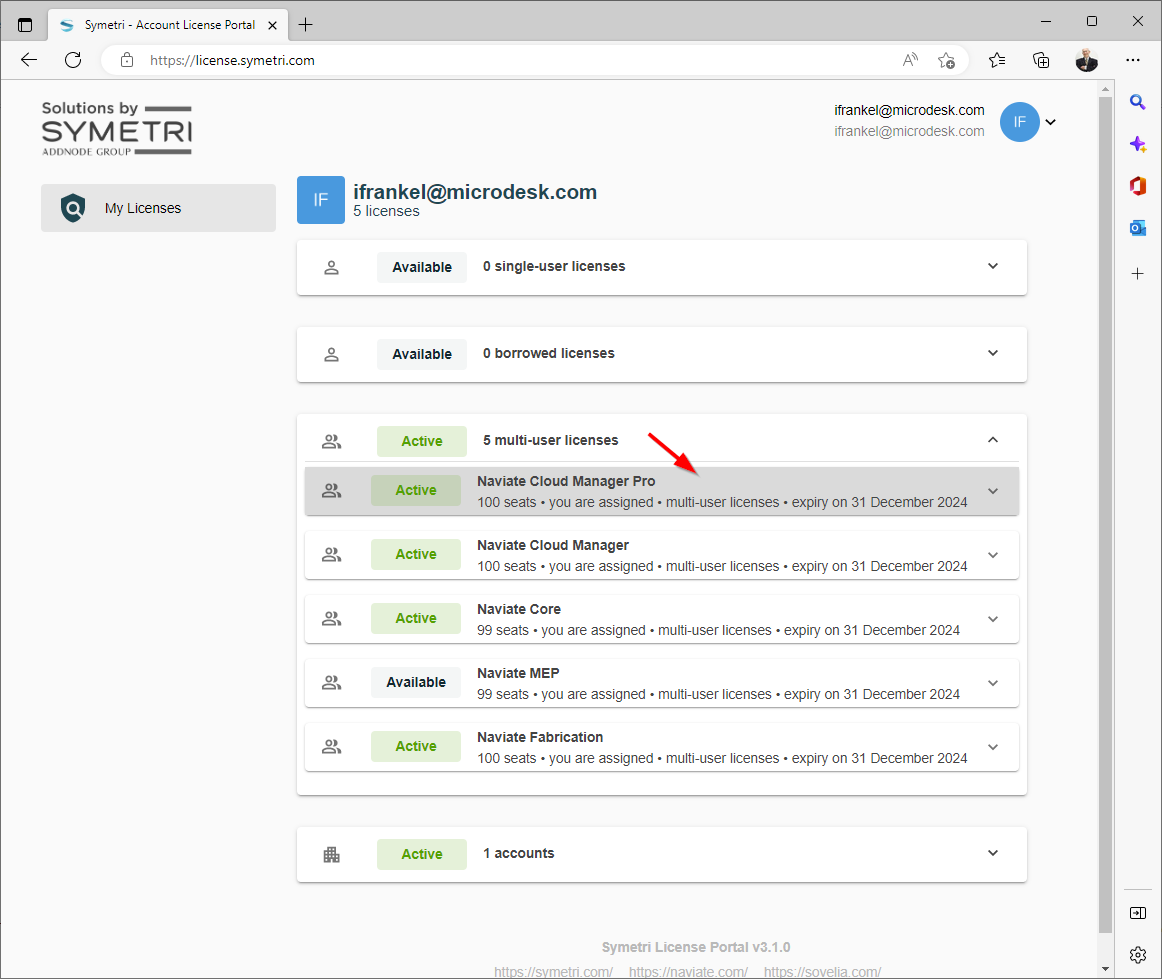 Symetri - Account License Portal
https://license.symetri.com
Solutions by
SYMETRI
ADDNODE GROUP
ifrankel@microdesk.com
ifrankel@microdesk.com
IF
My Licenses
IF
ifrankel@microdesk.com
5 licenses
Available
0 single-user licenses
Available
0 borrowed licenses
Active
5 multi-user licenses
Active
Naviate Cloud Manager Pro
100 seats • you are assigned • multi-user licenses • expiry on 31 December 2024
Active
Naviate Cloud Manager
100 seats • you are assigned • multi-user licenses • expiry on 31 December 2024
Active
Naviate Core
99 seats • you are assigned • multi-user licenses • expiry on 31 December 2024
Available
Naviate MEP
99 seats • you are assigned • multi-user licenses • expiry on 31 December 2024
Active
Naviate Fabrication
100 seats • you are assigned • multi-user licenses • expiry on 31 December 2024
Active
1 accounts
Symetri License Portal v3.1.0
https://symetri.com/ https://naviate.com/ https://sovelia.com/